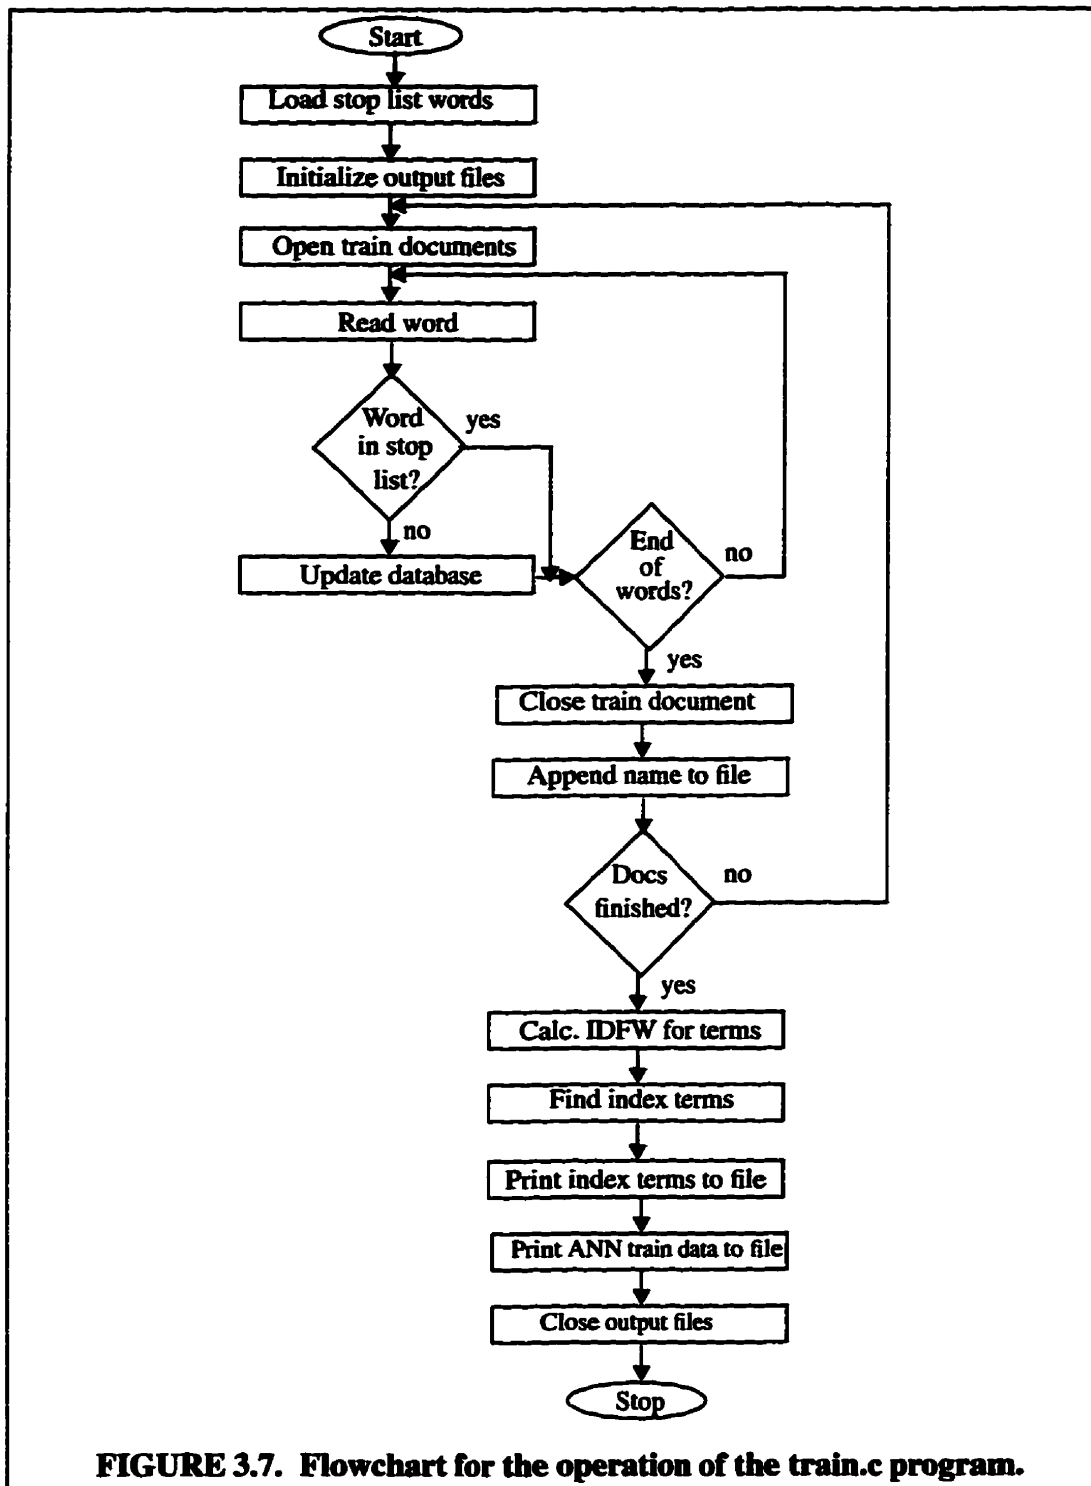 Start
Load stop list words
Initialize output files
Open train documents
Read word
Word
in stop
list?
yes
no
Update database
End
of
words?
no
yes
Close train document
Append name to file
Docs
finished?
no
yes
Calc. IDFW for terms
Find index terms
Print index terms to file
Print ANN train data to file
Close output files
Stop
FIGURE 3.7. Flowchart for the operation of the train.c program.